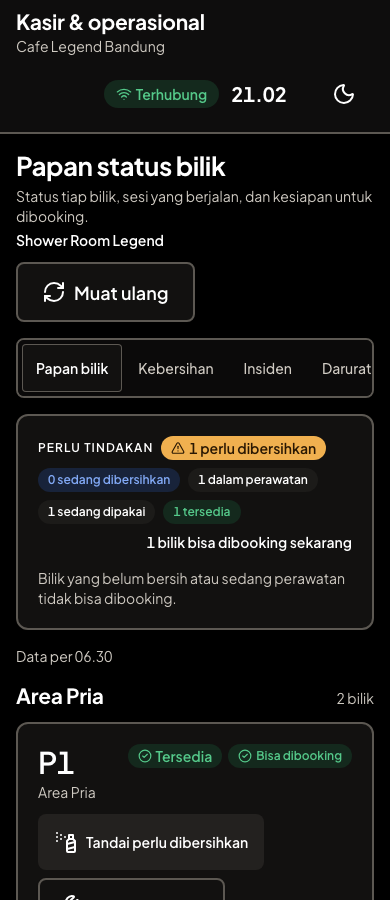 Kasir & operasional
Cafe Legend Bandung
Terhubung
21.02
Papan status bilik
Status tiap bilik, sesi yang berjalan, dan kesiapan untuk
dibooking.
Shower Room Legend
Muat ulang
Papan bilik
Kebersihan
Insiden
Darurat
PERLU TINDAKAN
1 perlu dibersihkan
0 sedang dibersihkan
1 dalam perawatan
1 sedang dipakai
1 tersedia
1 bilik bisa dibooking sekarang
Bilik yang belum bersih atau sedang perawatan
tidak bisa dibooking.
Data per 06.30
Area Pria
2 bilik
P1
Tersedia
Bisa dibooking
Area Pria
Tandai perlu dibersihkan